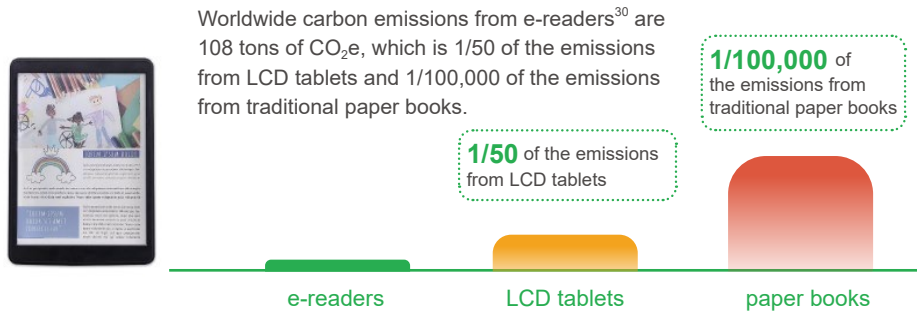 Worldwide carbon emissions from e-readers30 are
108 tons of CO2e, which is 1/50 of the emissions
from LCD tablets and 1/100,000 of the emissions
from traditional paper books.
1/50 of the emissions
from LCD tablets
1/100,000 of
the emissions from
traditional paper books
e-readers
LCD tablets
paper books